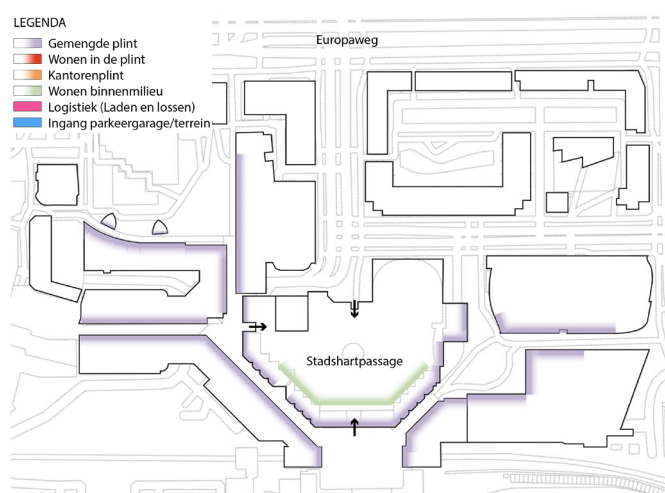 LEGENDA
Gemengde plint
Wonen in de plint
Kantorenplint
Wonen binnenmilieu
Logistiek (Laden en lossen)
Ingang parkeergarage/terrein
Europaweg
Stadshartpassage